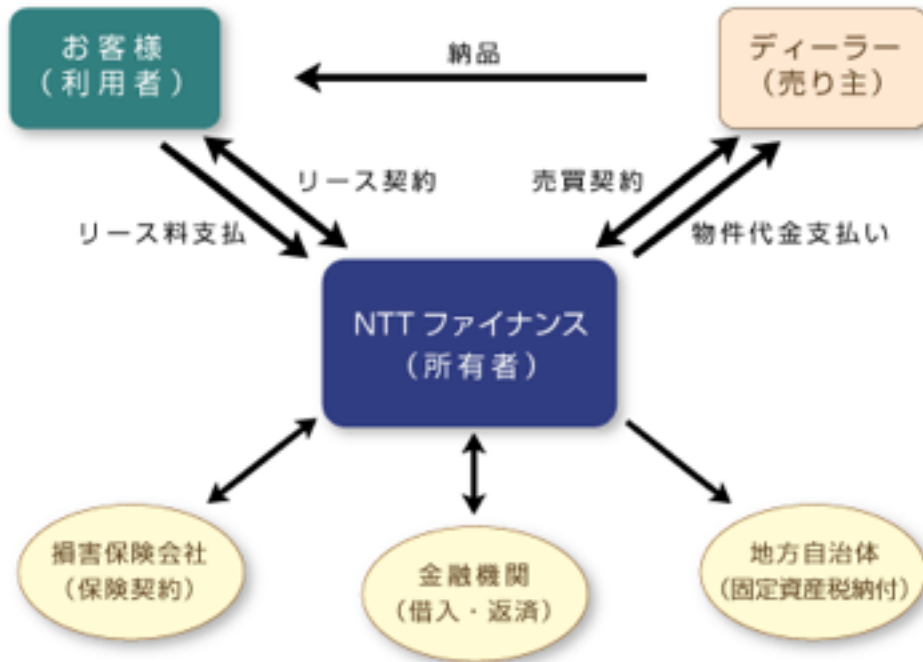 お客様
（利用者）
納品
ディーラー
（売り主）
リース契約
売買契約
リース料支払
物件代金支払い
NTTファイナンス
（所有者）
損害保険会社
（保険契約）
金融機関
（借入・返済）
地方自治体
（固定資産税納付）